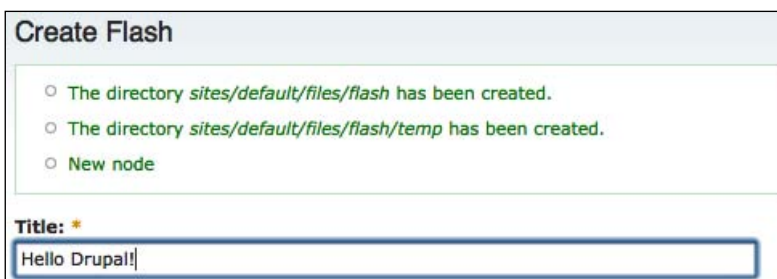 Create Flash
The directory sites/default/files/flash has been created.
The directory sites/default/files/flash/temp has been created.
New node
Title: *
Hello Drupal!